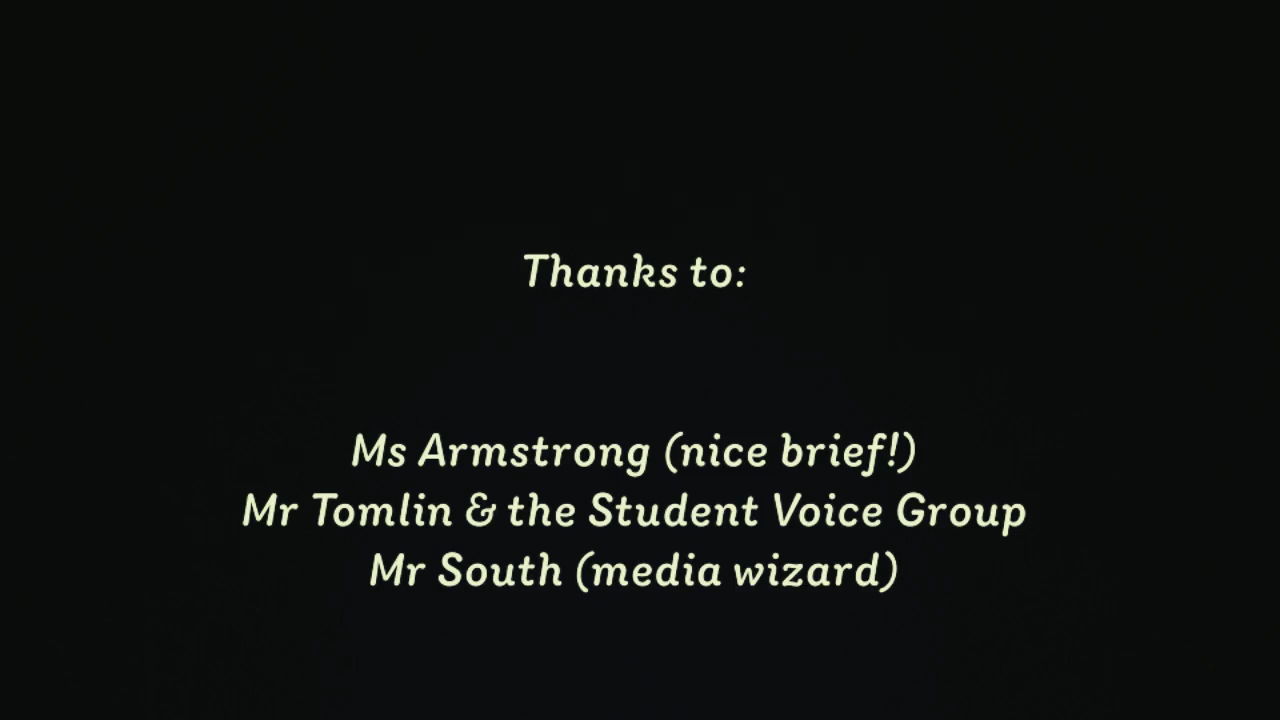 Thanks to:
Ms Armstrong (nice brief!)
Mr Tomlin & the Student Voice Group
Mr South (media wizard)